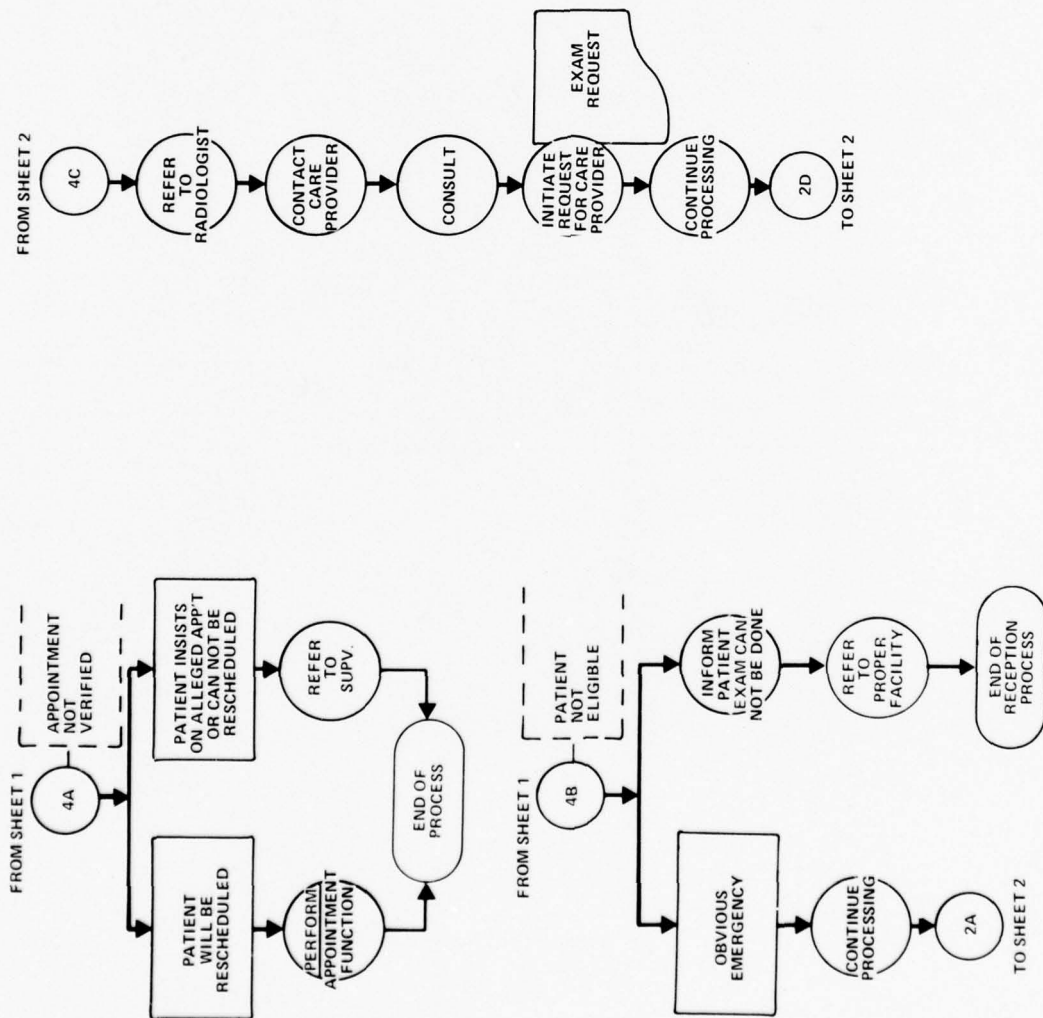 FROM SHEET 1
4A
APPOINTMENT
NOT
VERIFIED
PATIENT
WILL BE
RESCHEDULED
PERFORM
APPOINTMENT
FUNCTION
PATIENT INSISTS
ON ALLEGED APP'T
OR CAN NOT BE
RESCHEDULED
REFER
TO
SUPV.
END OF
PROCESS
FROM SHEET 1
4B
PATIENT
NOT
ELIGIBLE
OBVIOUS
EMERGENCY
CONTINUE
PROCESSING
2A
TO SHEET 2
INFORM
PATIENT
EXAM CAN
NOT BE DONE
REFER
TO
PROPER
FACILITY
END OF
RECEPTION
PROCESS
FROM SHEET 2
4C
REFER
TO
RADIOLOGIST
CONTACT
CARE
PROVIDER
CONSULT
INITIATE
REQUEST
FOR CARE
PROVIDER
EXAM
REQUEST
CONTINUE
PROCESSING
2D
TO SHEET 2